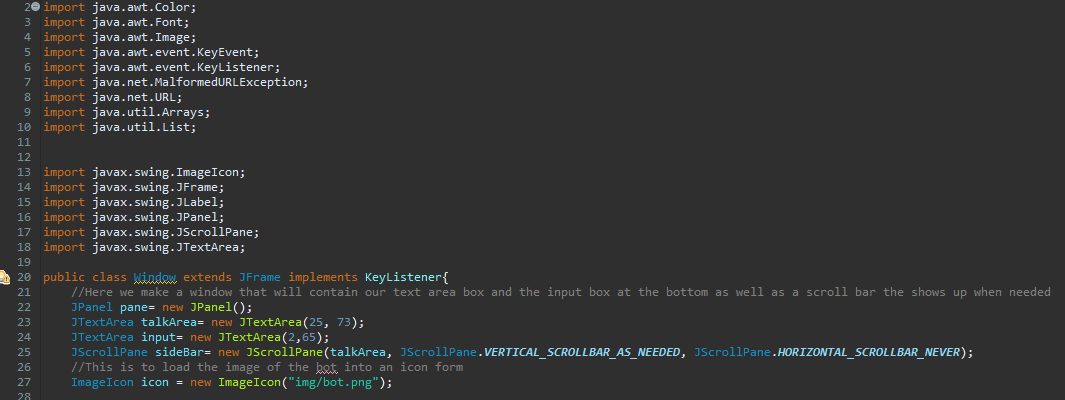 2 import java.awt.Color;
3 import java.awt.Font;
4 import java.awt.Image;
5 import java.awt.event.KeyEvent;
6 import java.awt.event.KeyListener;
7 import java.net.MalformedURLException;
8 import java.net.URL;
9 import java.util.Arrays;
10 import java.util.List;
11
12
13 import javax.swing.ImageIcon;
14 import javax.swing.JFrame;
15 import javax.swing.JLabel;
16 import javax.swing.JPanel;
17 import javax.swing.JScrollPane;
18 import javax.swing.JTextArea;
19
20 public class Window extends JFrame implements KeyListener{
21 //Here we make a window that will contain our text area box and the input box at the bottom as well as a scroll bar the shows up when needed
22 JPanel pane= new JPanel();
23 JTextArea talkArea= new JTextArea(25, 73);
24 JTextArea input= new JTextArea(2,65);
25 JScrollPane sideBar= new JScrollPane(talkArea, JScrollPane.VERTICAL_SCROLLBAR_AS_NEEDED, JScrollPane.HORIZONTAL_SCROLLBAR_NEVER);
26 //This is to load the image of the bot into an icon form
27 ImageIcon icon = new ImageIcon("img/bot.png");
28